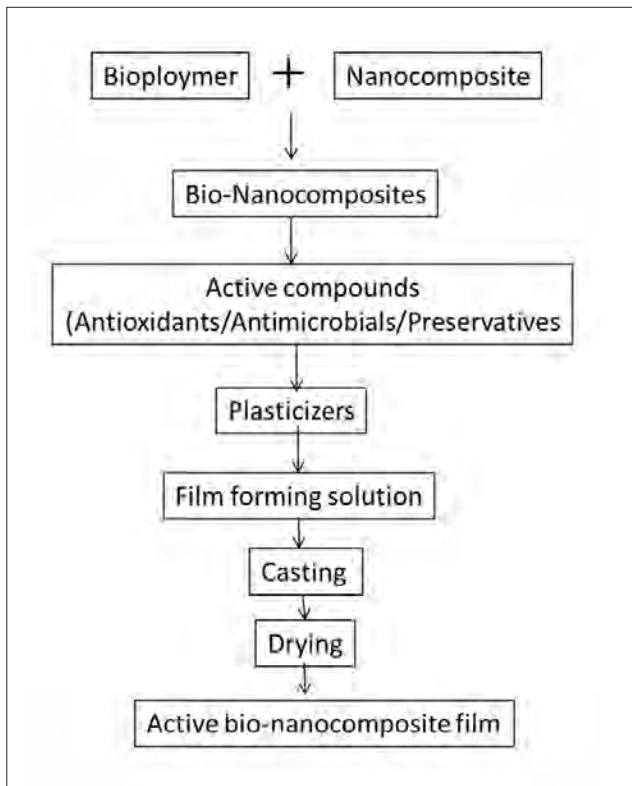 Bioploymer + Nanocomposite
Bio-Nanocomposites
Active compounds
(Antioxidants/Antimicrobials/Preservatives
Plasticizers
Film forming solution
Casting
Drying
Active bio-nanocomposite film